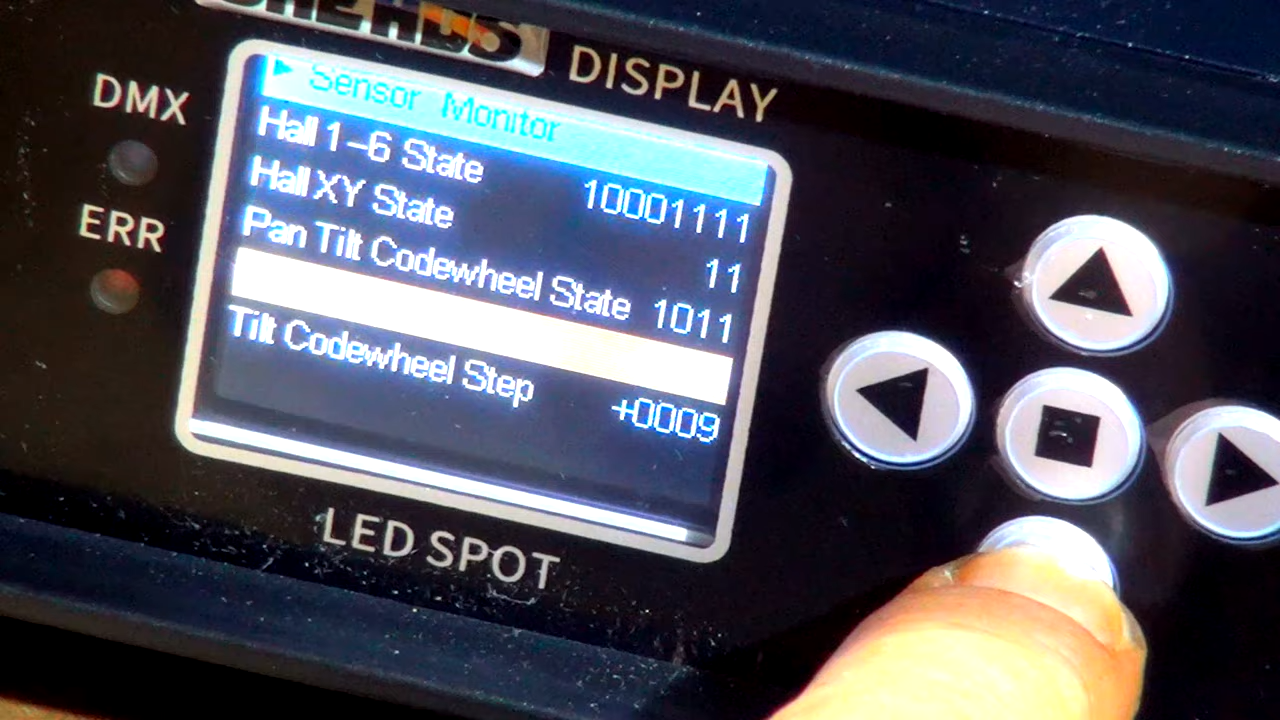 DISPLAY
DMX
ERR
Sensor Monitor
Hall 1-6 State 10001111
Hall XY State 11
Pan Tilt Codewheel State 1011
Tilt Codewheel Step +0009
LED SPOT